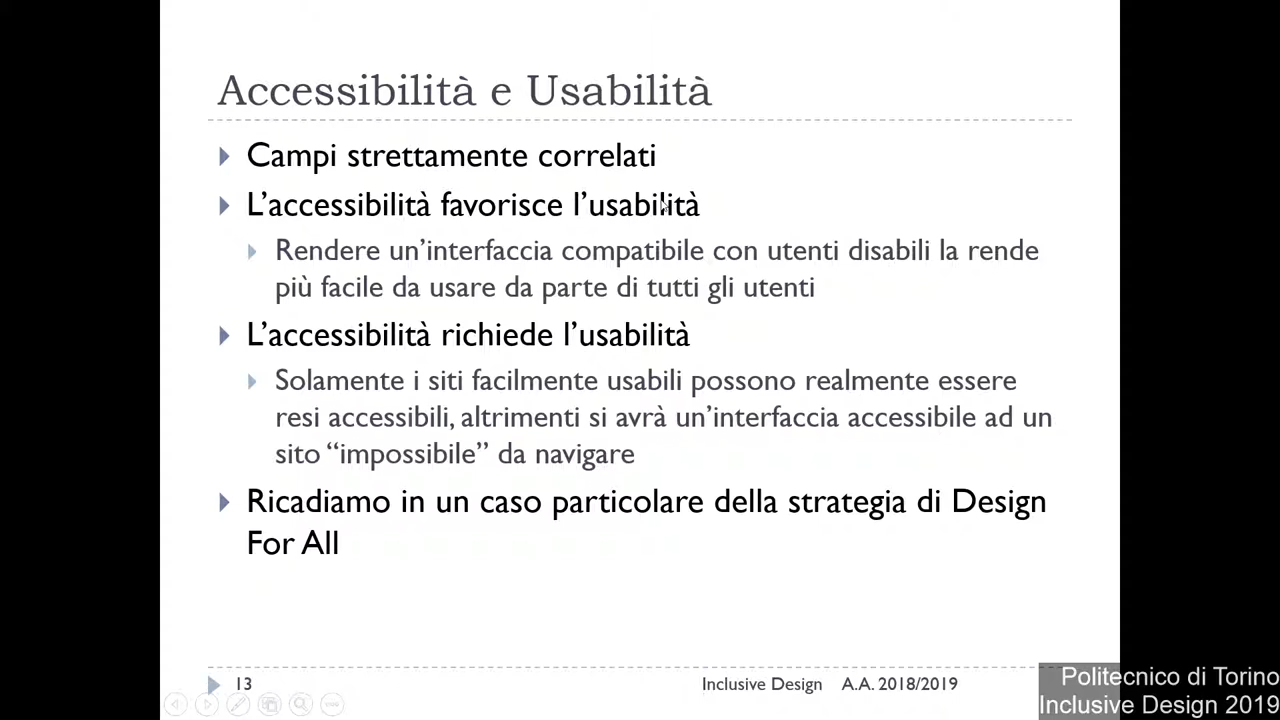 Accessibilità e Usabilità
Campi strettamente correlati
L’accessibilità favorisce l’usabilità
Rendere un’interfaccia compatibile con utenti disabili la rende
più facile da usare da parte di tutti gli utenti
L’accessibilità richiede l’usabilità
Solamente i siti facilmente usabili possono realmente essere
resi accessibili, altrimenti si avrà un’interfaccia accessibile ad un
sito “impossibile” da navigare
Ricadiamo in un caso particolare della strategia di Design
For All
13
Inclusive Design A.A. 2018/2019
Politecnico di Torino
Inclusive Design 2019